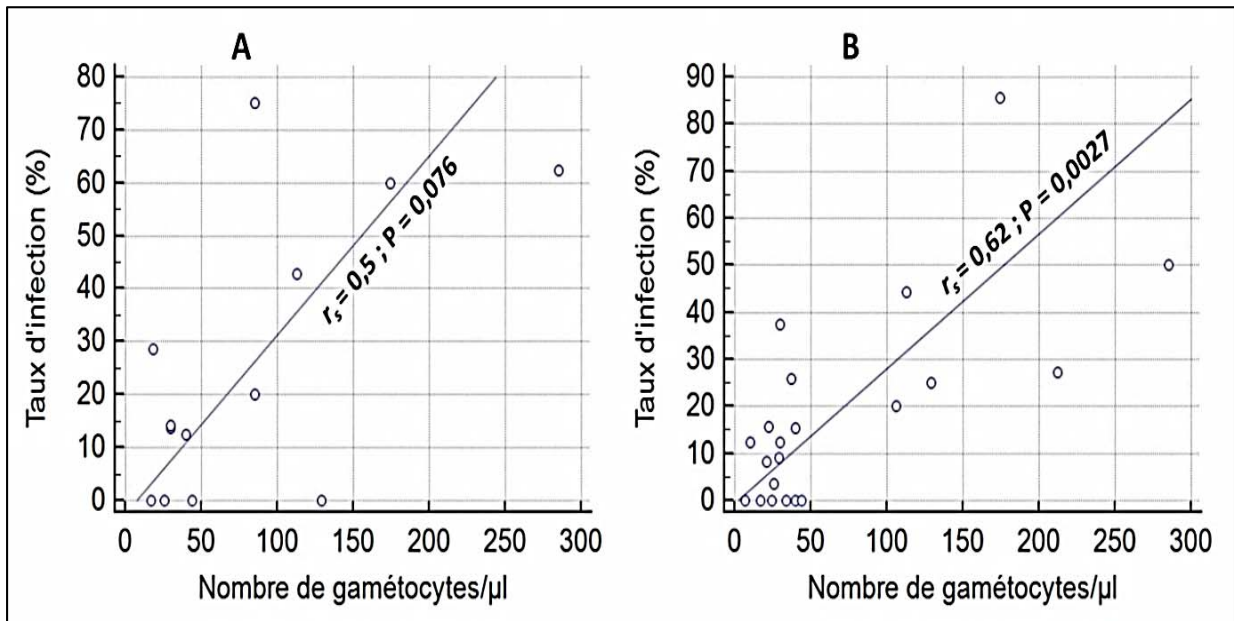 A
80
70
60
50
40
30
20
10
0
Taux d'infection (%)
r_s = 0,5 ; P = 0,076
0 50 100 150 200 250 300
Nombre de gamétocytes/µl
B
90
80
70
60
50
40
30
20
10
0
Taux d'infection (%)
r_s = 0,62 ; P = 0,0027
0 50 100 150 200 250 300
Nombre de gamétocytes/µl